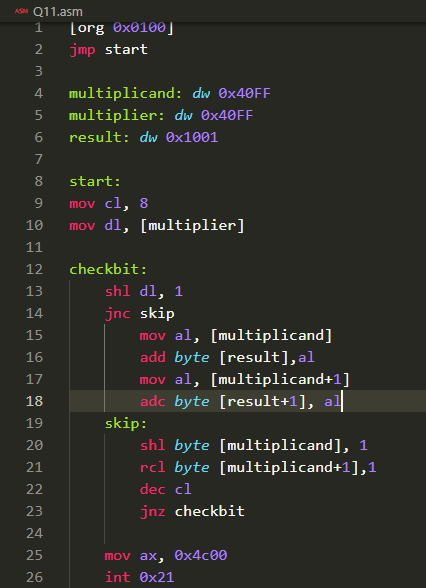 ASM Q11.asm
1 [org 0x0100]
2 jmp start
3
4 multiplicand: dw 0x40FF
5 multiplier: dw 0x40FF
6 result: dw 0x1001
7
8 start:
9 mov cl, 8
10 mov dl, [multiplier]
11
12 checkbit:
13 shl dl, 1
14 jnc skip
15 mov al, [multiplicand]
16 add byte [result],al
17 mov al, [multiplicand+1]
18 adc byte [result+1], al
19 skip:
20 shl byte [multiplicand], 1
21 rcl byte [multiplicand+1],1
22 dec cl
23 jnz checkbit
24
25 mov ax, 0x4c00
26 int 0x21